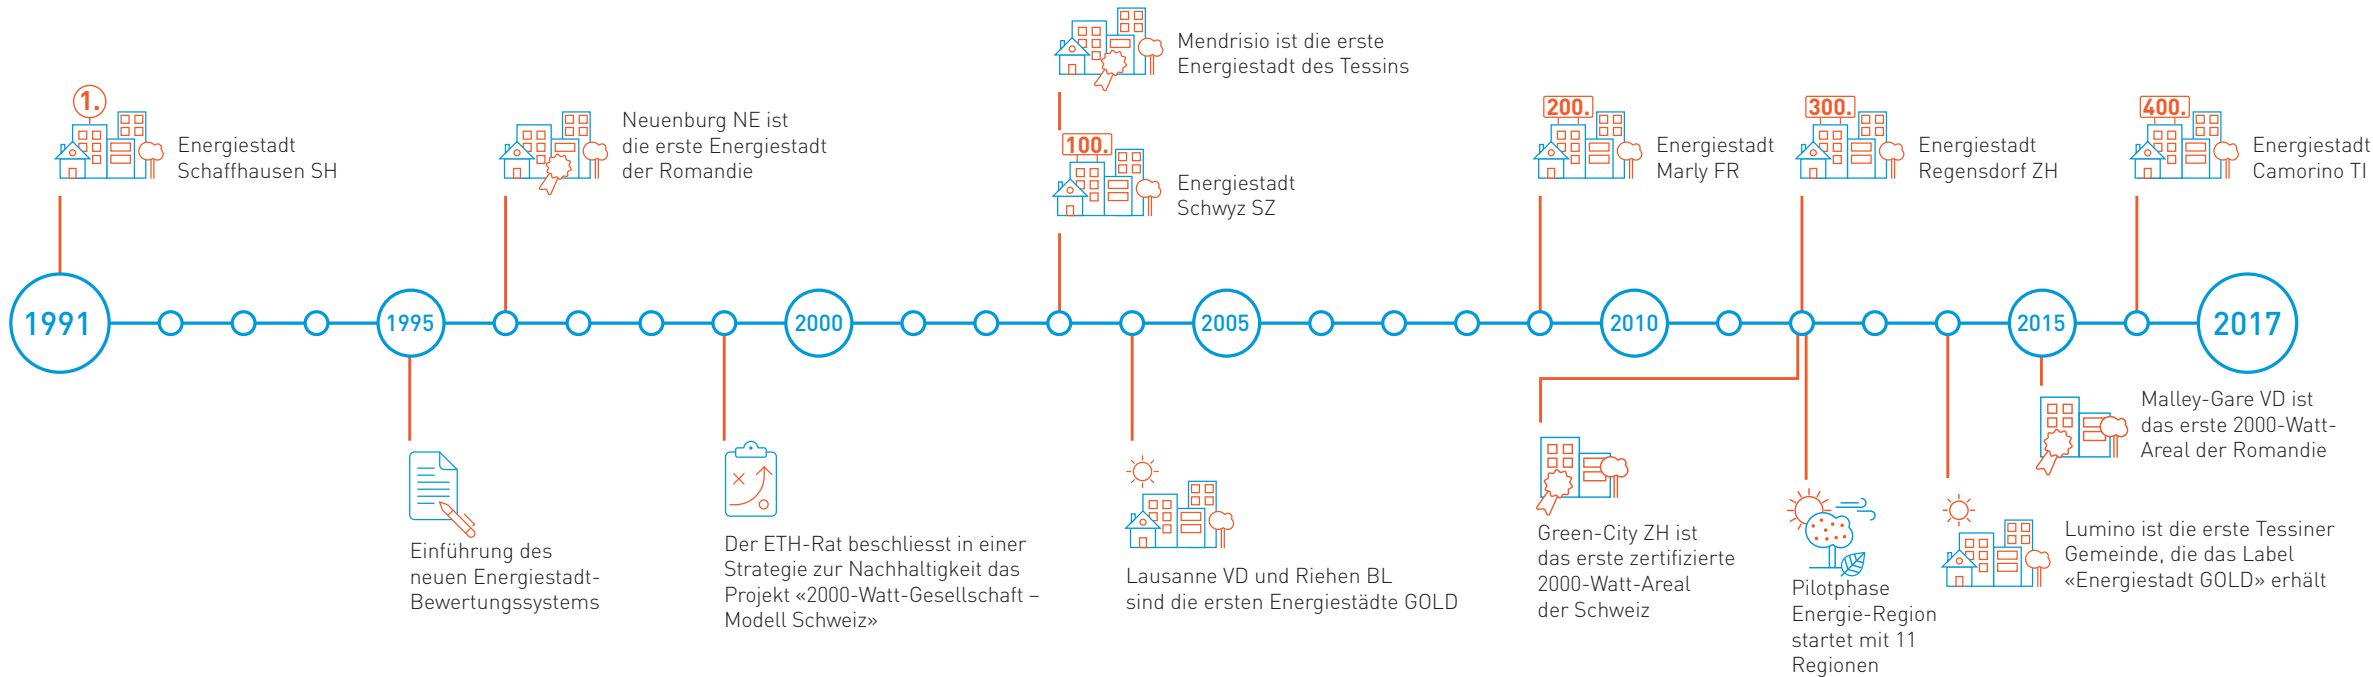 Mendrisio ist die erste
Energiestadt des Tessins
1.
Energiestadt
Schaffhausen SH
Neuenburg NE ist
die erste Energiestadt
der Romandie
100.
Energiestadt
Schwyz SZ
200.
Energiestadt
Marly FR
300.
Energiestadt
Regensdorf ZH
400.
Energiestadt
Camorino TI
1991
1995
2000
2005
2010
2015
2017
Einführung des
neuen Energiestadt-
Bewertungssystems
Der ETH-Rat beschliesst in einer
Strategie zur Nachhaltigkeit das
Projekt «2000-Watt-Gesellschaft –
Modell Schweiz»
Lausanne VD und Riehen BL
sind die ersten Energiestädte GOLD
Green-City ZH ist
das erste zertifizierte
2000-Watt-Areal
der Schweiz
Pilotphase
Energie-Region
startet mit 11
Regionen
Lumino ist die erste Tessiner
Gemeinde, die das Label
«Energiestadt GOLD» erhält
Malley-Gare VD ist
das erste 2000-Watt-
Areal der Romandie